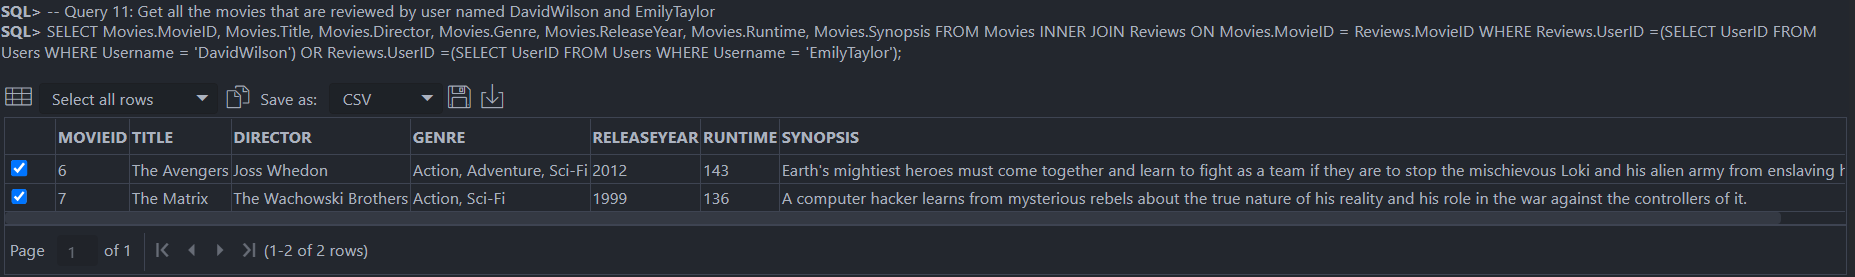 SQL> -- Query 11: Get all the movies that are reviewed by user named DavidWilson and EmilyTaylor
SQL> SELECT Movies.MovieID, Movies.Title, Movies.Director, Movies.Genre, Movies.ReleaseYear, Movies.Runtime, Movies.Synopsis FROM Movies INNER JOIN Reviews ON Movies.MovieID = Reviews.MovieID WHERE Reviews.UserID =(SELECT UserID FROM
Users WHERE Username = 'DavidWilson') OR Reviews.UserID =(SELECT UserID FROM Users WHERE Username = 'EmilyTaylor');
Select all rows Save as: CSV
MOVIEID TITLE DIRECTOR GENRE RELEASEYEAR RUNTIME SYNOPSIS
6 The Avengers Joss Whedon Action, Adventure, Sci-Fi 2012 143 Earth's mightiest heroes must come together and learn to fight as a team if they are to stop the mischievous Loki and his alien army from enslaving
7 The Matrix The Wachowski Brothers Action, Sci-Fi 1999 136 A computer hacker learns from mysterious rebels about the true nature of his reality and his role in the war against the controllers of it.
Page 1 of 1 (1-2 of 2 rows)